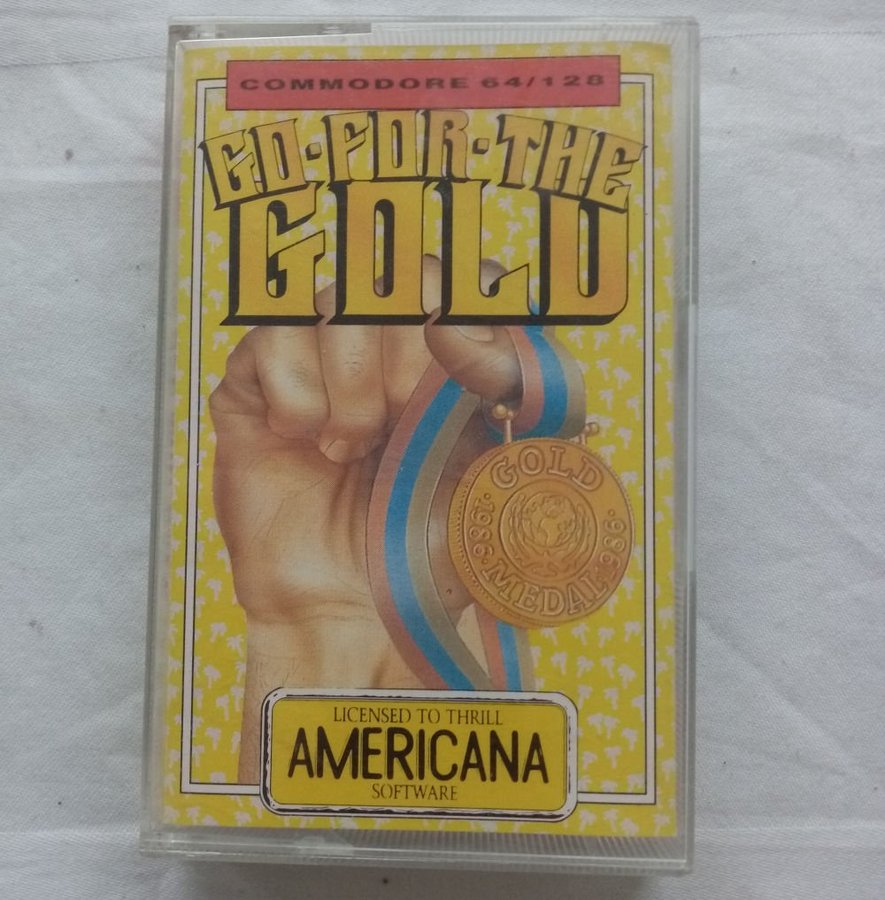 COMMODORE 64/128
GO·FOR·THE
GOLD
GOLD
·1986· ·1986·
MEDAL
LICENSED TO THRILL
AMERICANA
SOFTWARE